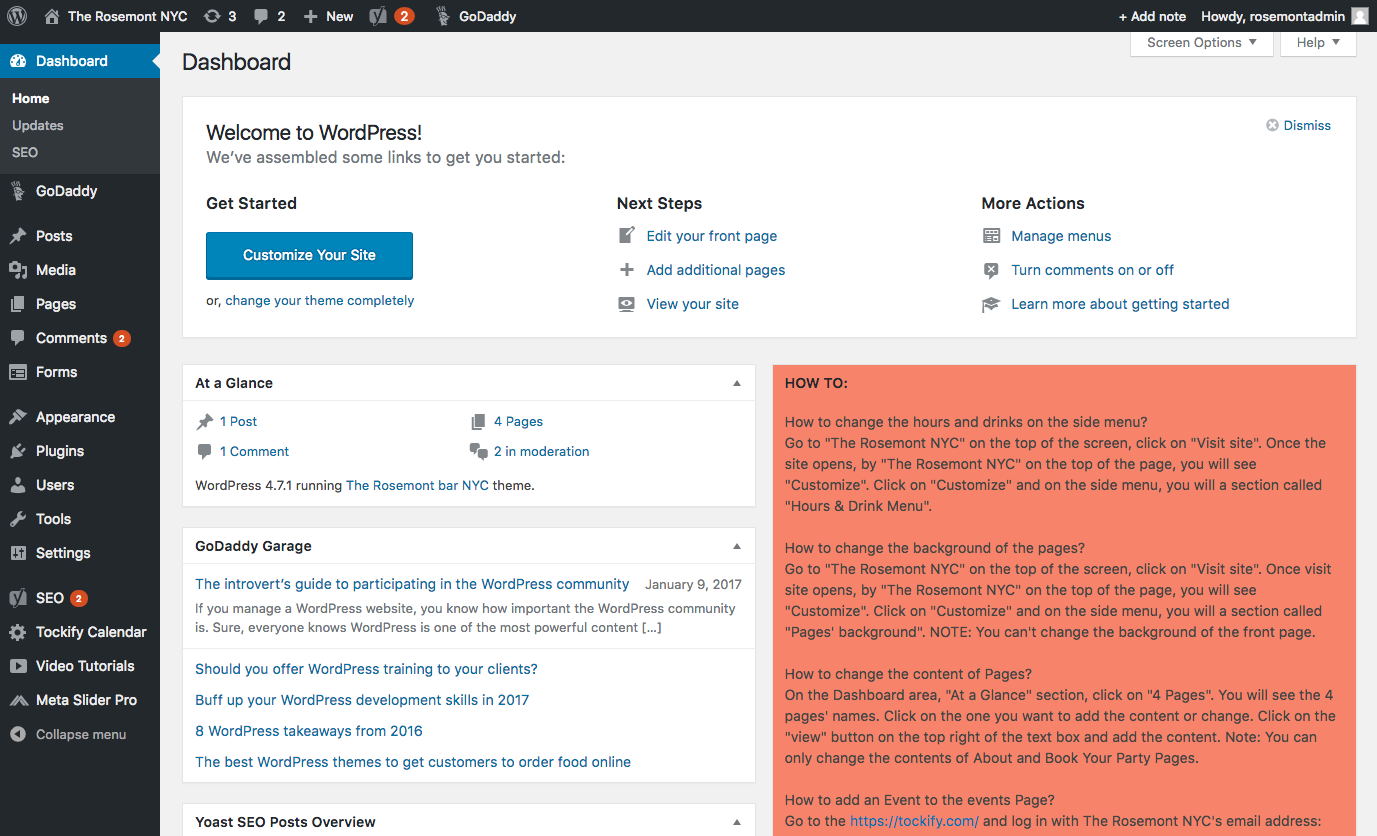 The Rosemont NYC 3 2 New 2 GoDaddy + Add note Howdy, rosemontadmin
Screen Options Help
Dashboard
Home
Updates
SEO
GoDaddy
Posts
Media
Pages
Comments 2
Forms
Appearance
Plugins
Users
Tools
Settings
SEO 2
Tockify Calendar
Video Tutorials
Meta Slider Pro
Collapse menu
Dashboard
Welcome to WordPress!
Dismiss
We've assembled some links to get you started:
Get Started
Customize Your Site
or, change your theme completely
Next Steps
Edit your front page
Add additional pages
View your site
More Actions
Manage menus
Turn comments on or off
Learn more about getting started
At a Glance
1 Post
4 Pages
1 Comment
2 in moderation
WordPress 4.7.1 running The Rosemont bar NYC theme.
GoDaddy Garage
The introvert's guide to participating in the WordPress community January 9, 2017
If you manage a WordPress website, you know how important the WordPress community
is. Sure, everyone knows WordPress is one of the most powerful content [...]
Should you offer WordPress training to your clients?
Buff up your WordPress development skills in 2017
8 WordPress takeaways from 2016
The best WordPress themes to get customers to order food online
Yoast SEO Posts Overview
HOW TO:
How to change the hours and drinks on the side menu?
Go to "The Rosemont NYC" on the top of the screen, click on "Visit site". Once the
site opens, by "The Rosemont NYC" on the top of the page, you will see
"Customize". Click on "Customize" and on the side menu, you will a section called
"Hours & Drink Menu".
How to change the background of the pages?
Go to "The Rosemont NYC" on the top of the screen, click on "Visit site". Once visit
site opens, by "The Rosemont NYC" on the top of the page, you will see
"Customize". Click on "Customize" and on the side menu, you will a section called
"Pages' background". NOTE: You can't change the background of the front page.
How to change the content of Pages?
On the Dashboard area, "At a Glance" section, click on "4 Pages". You will see the 4
pages' names. Click on the one you want to add the content or change. Click on the
"view" button on the top right of the text box and add the content. Note: You can
only change the contents of About and Book Your Party Pages.
How to add an Event to the events Page?
Go to the https://tockify.com/ and log in with The Rosemont NYC's email address: